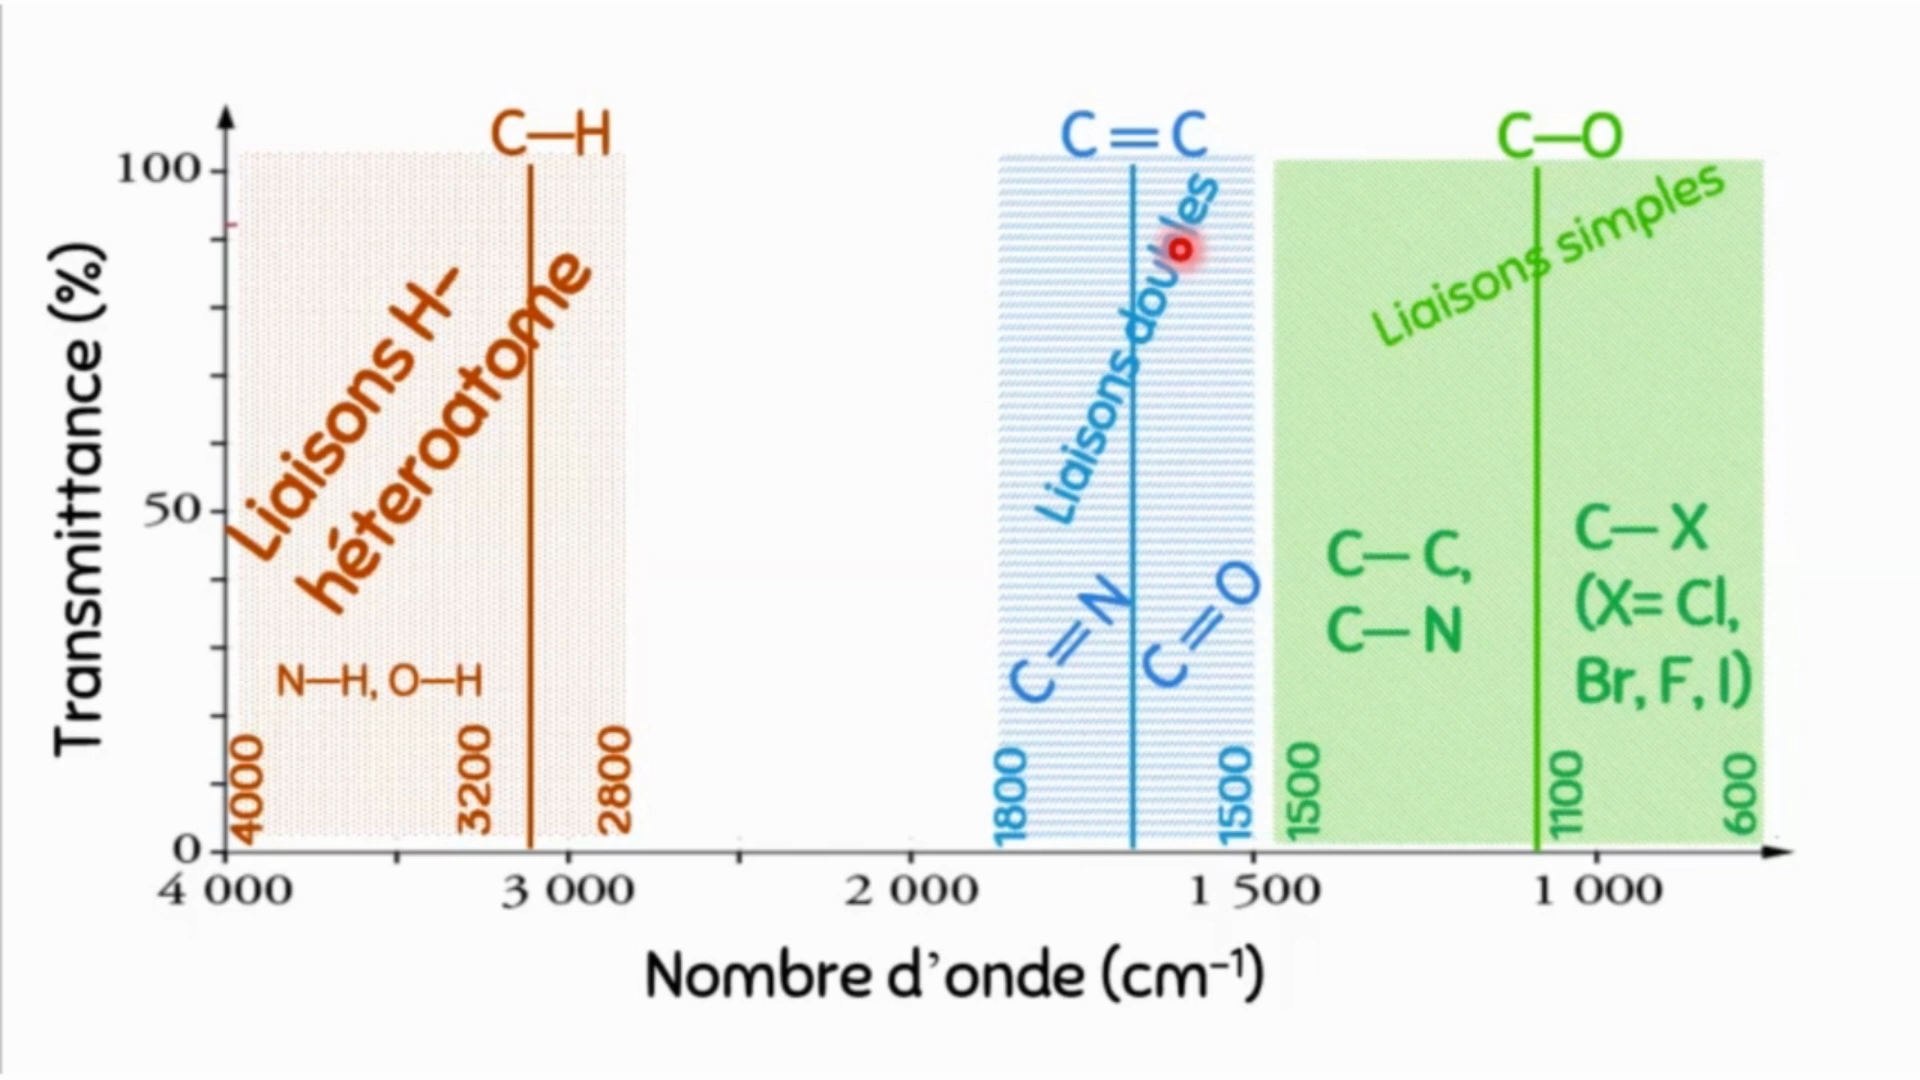 C—H
C=C
C—O
100
50
0
Transmittance (%)
Liaisons H-
hétéroatome
N—H, O—H
4000
3200
2800
Liaisons doubles
C=N
C=O
1800
1500
Liaisons simples
C— C,
C— N
C— X
(X= Cl,
Br, F, I)
1500
1100
600
4 000
3 000
2 000
1 500
1 000
Nombre d'onde (cm⁻¹)